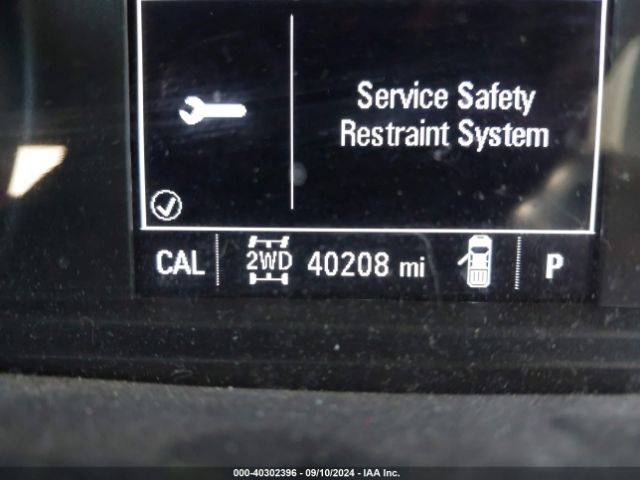 Service Safety
Restraint System
CAL 2WD 40208 mi P
000-40302396 - 09/10/2024 - IAA Inc.